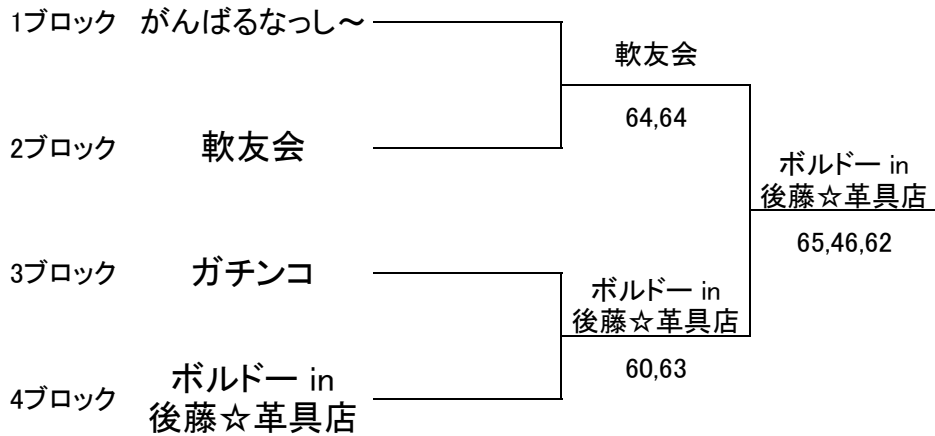 1ブロック がんばるなっし～
軟友会
64,64
2ブロック 軟友会
ボルドー in
後藤☆革具店
65,46,62
3ブロック ガチンコ
ボルドー in
後藤☆革具店
60,63
4ブロック ボルドー in
後藤☆革具店